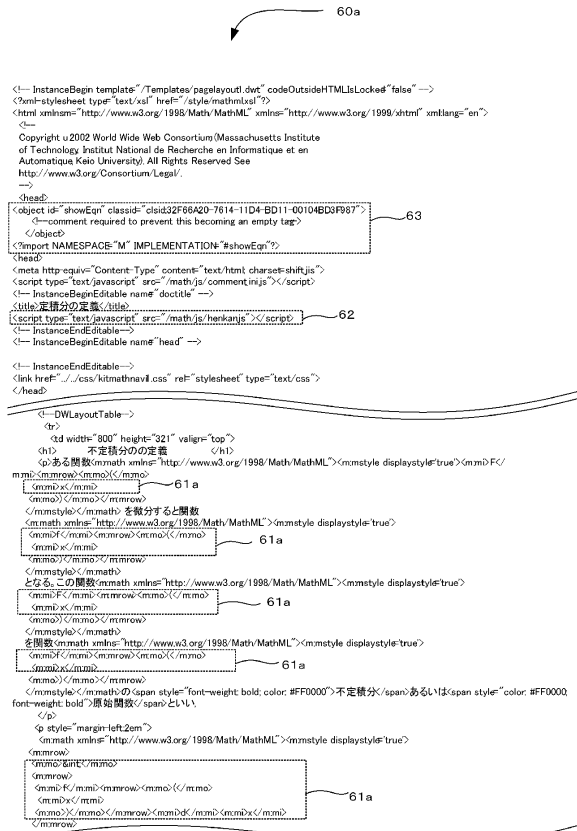 60a
<!-- InstanceBegin template="/Templates/pagelayout1.dwt" codeOutsideHTMLIsLocked="false" -->
<?xml-stylesheet type="text/xsl" href="/style/mathml.xsl"?>
<html xmlnsm="http://www.w3.org/1998/Math/MathML" xmlns="http://www.w3.org/1999/xhtml" xml:lang="en">
<!--
Copyright u 2002 World Wide Web Consortium, (Massachusetts Institute
of Technology, Institut National de Recherche en Informatique et en
Automatique, Keio University). All Rights Reserved See
http://www.w3.org/Consortium/Legal/.
-->
<head>
<object id="showEqn" classid="clsid:32F66A20-7614-11D4-BD11-00104BD3F987">
<!--comment required to prevent this becoming an empty tag-->
</object>
63
<?import NAMESPACE="M" IMPLEMENTATION="#showEqn"?>
<head>
<meta http-equiv="Content-Type" content="text/html; charset=shift_jis">
<script type="text/javascript" src="/math/js/comment_ini.js"></script>
<!-- InstanceBeginEditable name="doctitle" -->
<title>定積分の定義</title>
<script type="text/javascript" src="/math/js/henkan.js"></script>
62
<!-- InstanceEndEditable-->
<!-- InstanceBeginEditable name="head" -->
<!-- InstanceEndEditable-->
<link href="../../css/kitmathnavi1.css" rel="stylesheet" type="text/css">
</head>
<!--DWLayoutTable-->
<tr>
<td width="800" height="321" valign="top">
<h1> 不定積分のの定義 </h1>
<p>ある関数<m:math xmlns="http://www.w3.org/1998/Math/MathML"><m:mstyle displaystyle='true'><m:mi>F</
m:mi><m:mrow><m:mo>(</m:mo>
<m:mi>x</m:mi>
61a
<m:mo>)</m:mo></m:mrow>
</m:mstyle></m:math> を微分すると関数
<m:math xmlns="http://www.w3.org/1998/Math/MathML"><m:mstyle displaystyle='true'>
<m:mi>f</m:mi><m:mrow><m:mo>(</m:mo>
<m:mi>x</m:mi>
61a
<m:mo>)</m:mo></m:mrow>
</m:mstyle></m:math>
となる。この関数<m:math xmlns="http://www.w3.org/1998/Math/MathML"><m:mstyle displaystyle='true'>
<m:mi>F</m:mi><m:mrow><m:mo>(</m:mo>
<m:mi>x</m:mi>
61a
<m:mo>)</m:mo></m:mrow>
</m:mstyle></m:math>
を関数<m:math xmlns="http://www.w3.org/1998/Math/MathML"><m:mstyle displaystyle='true'>
<m:mi>f</m:mi><m:mrow><m:mo>(</m:mo>
<m:mi>x</m:mi>
61a
<m:mo>)</m:mo></m:mrow>
</m:mstyle></m:math>の<span style="font-weight: bold; color: #FF0000">不定積分</span>あるいは<span style="color: #FF0000;
font-weight: bold">原始関数</span>といい,
</p>
<p style="margin-left:2em">
<m:math xmlns="http://www.w3.org/1998/Math/MathML"><m:mstyle displaystyle='true'>
<m:mrow>
<m:mo>&int;</m:mo>
<m:mrow>
<m:mi>f</m:mi><m:mrow><m:mo>(</m:mo>
<m:mi>x</m:mi>
61a
<m:mo>)</m:mo></m:mrow><m:mi>d</m:mi><m:mi>x</m:mi>
</m:mrow>